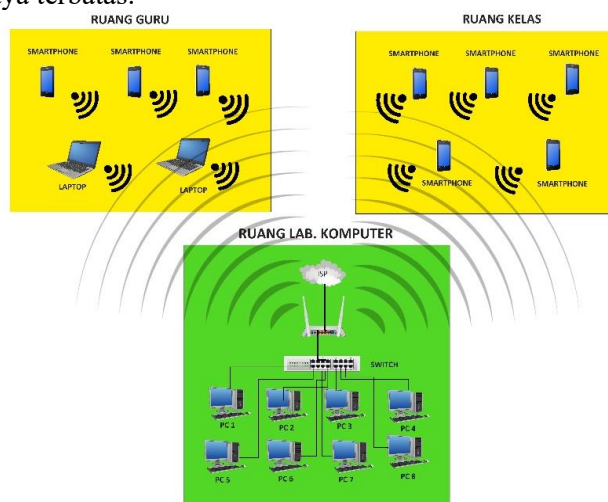 ya terbatas.
RUANG GURU
SMARTPHONE SMARTPHONE SMARTPHONE
LAPTOP LAPTOP
RUANG KELAS
SMARTPHONE SMARTPHONE SMARTPHONE
SMARTPHONE SMARTPHONE
RUANG LAB. KOMPUTER
ISP
SWITCH
PC 1 PC 2 PC 3 PC 4
PC 5 PC 6 PC 7 PC 8